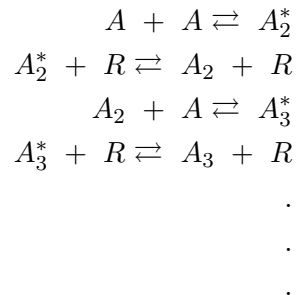 A + A ⇄ A₂*
A₂* + R ⇄ A₂ + R
A₂ + A ⇄ A₃*
A₃* + R ⇄ A₃ + R
.
.
.